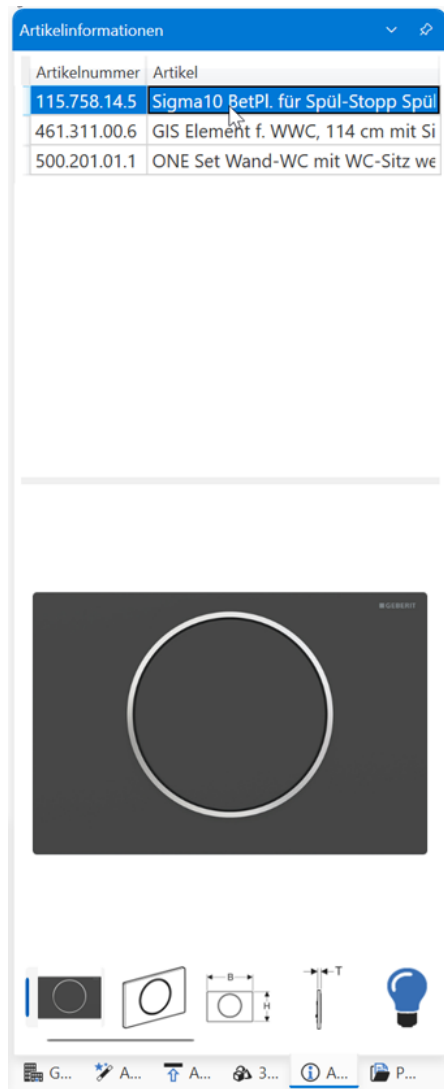 Artikelinformationen
Artikelnummer Artikel
115.758.14.5 Sigma10 BetPl. für Spül-Stopp Spül
461.311.00.6 GIS Element f. WWC, 114 cm mit Si
500.201.01.1 ONE Set Wand-WC mit WC-Sitz we
GEBERIT
B
H
T
G... A... A... 3... A... P...